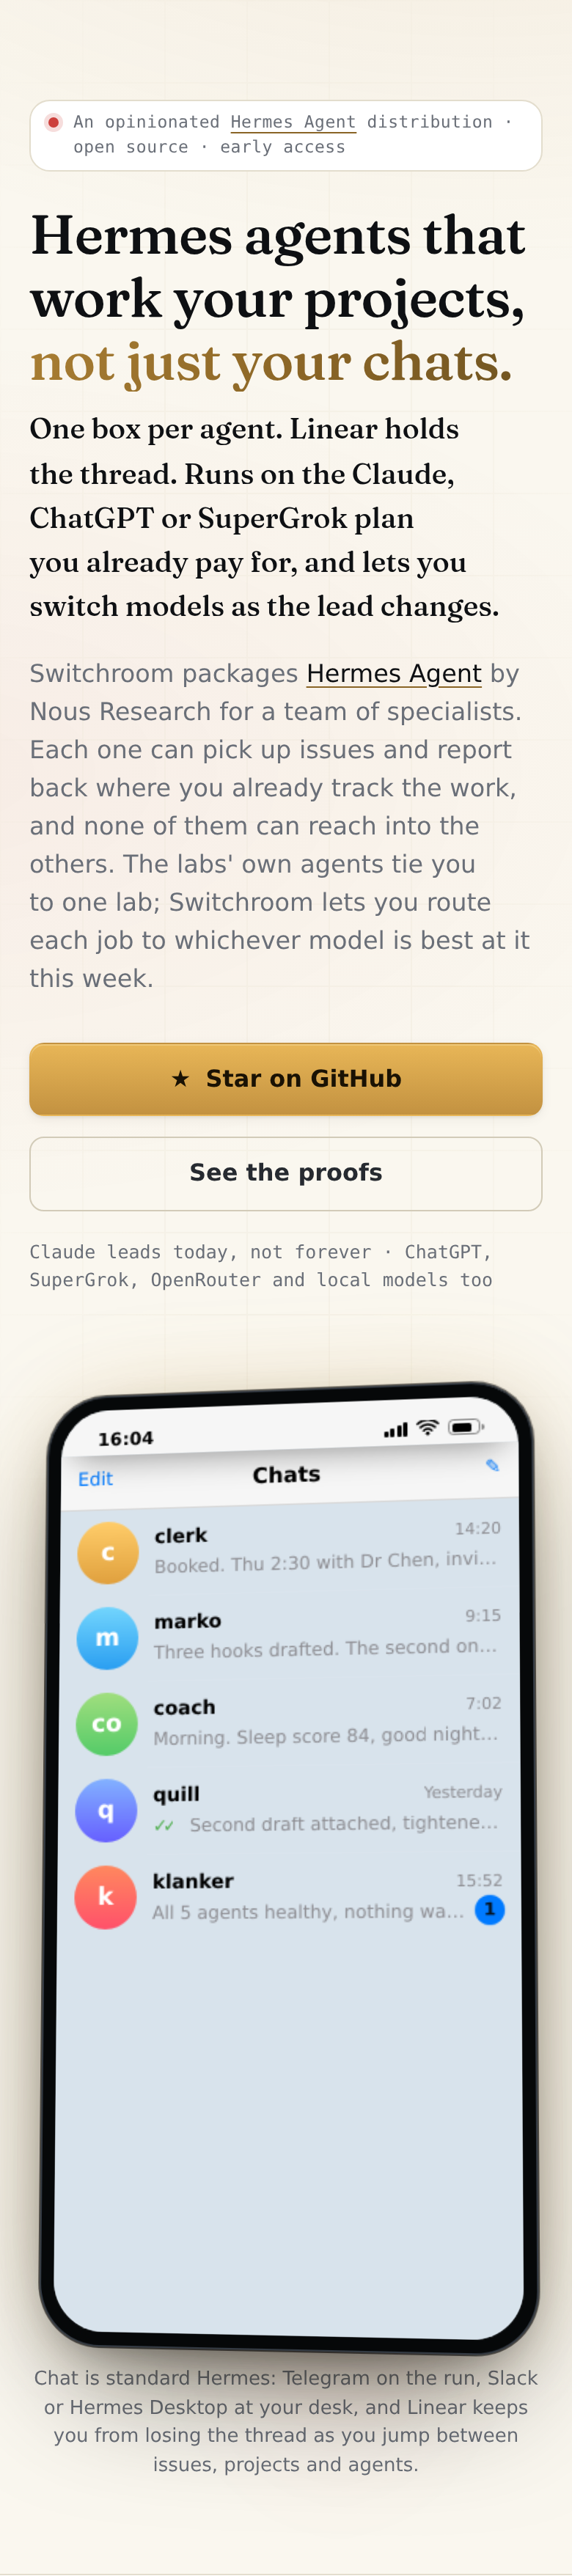 An opinionated Hermes Agent distribution ·
open source · early access
Hermes agents that
work your projects,
not just your chats.
One box per agent. Linear holds
the thread. Runs on the Claude,
ChatGPT or SuperGrok plan
you already pay for, and lets you
switch models as the lead changes.
Switchroom packages Hermes Agent by
Nous Research for a team of specialists.
Each one can pick up issues and report
back where you already track the work,
and none of them can reach into the
others. The labs' own agents tie you
to one lab; Switchroom lets you route
each job to whichever model is best at it
this week.
★ Star on GitHub
See the proofs
Claude leads today, not forever · ChatGPT,
SuperGrok, OpenRouter and local models too
16:04
Edit Chats ✎
c clerk 14:20
Booked. Thu 2:30 with Dr Chen, invi…
m marko 9:15
Three hooks drafted. The second on…
co coach 7:02
Morning. Sleep score 84, good night…
q quill Yesterday
✓✓ Second draft attached, tightene…
k klanker 15:52
All 5 agents healthy, nothing wa… 1
Chat is standard Hermes: Telegram on the run, Slack
or Hermes Desktop at your desk, and Linear keeps
you from losing the thread as you jump between
issues, projects and agents.